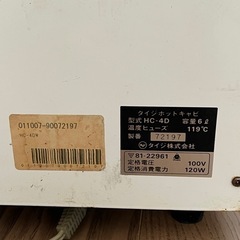 011007-90072197
HC-4DW
タイジホットキャビ
型式 HC-4D 容量 6ℓ
温度ヒューズ 119℃
製番 72197
タイジ株式会社
〒81-22961
定格電圧 100V
定格消費電力 120W